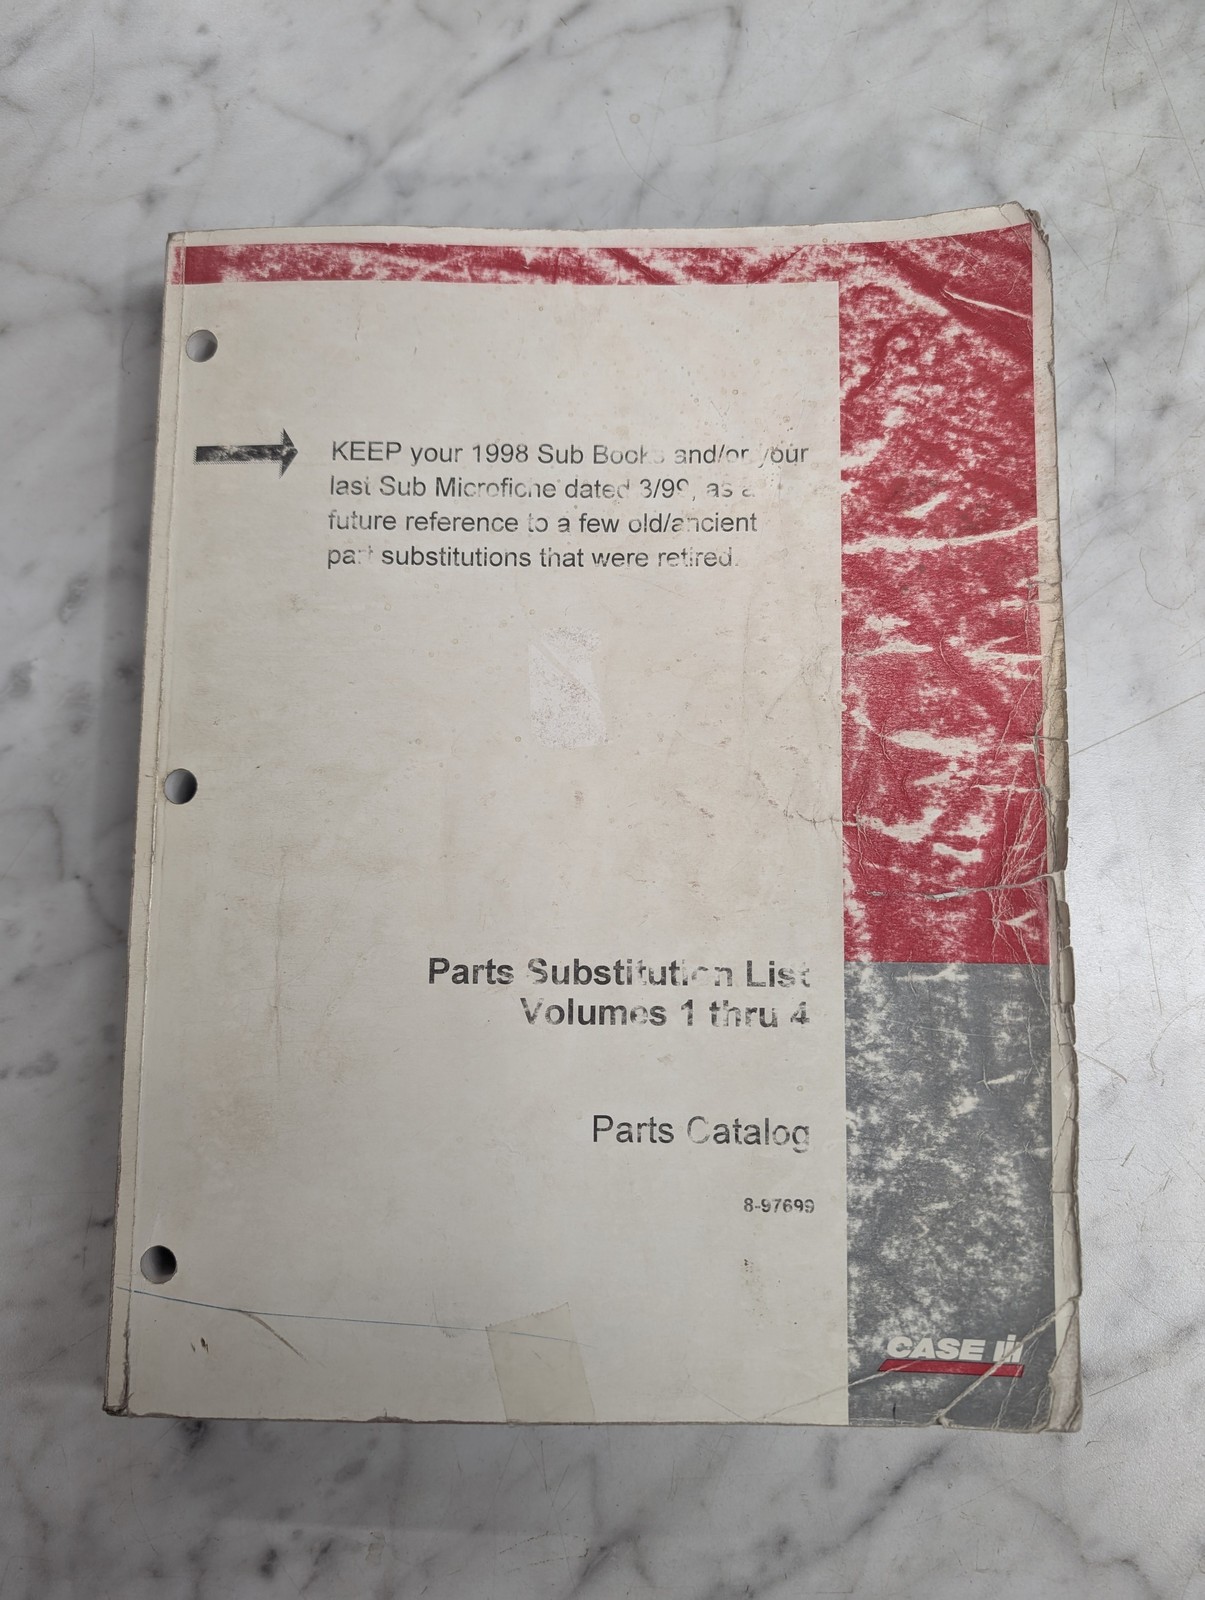 KEEP your 1998 Sub Books and/or your
last Sub Microfiche dated 3/99, as a
future reference to a few old/ancient
part substitutions that were retired.
Parts Substitution List
Volumes 1 thru 4
Parts Catalog
8-97699
CASE IH